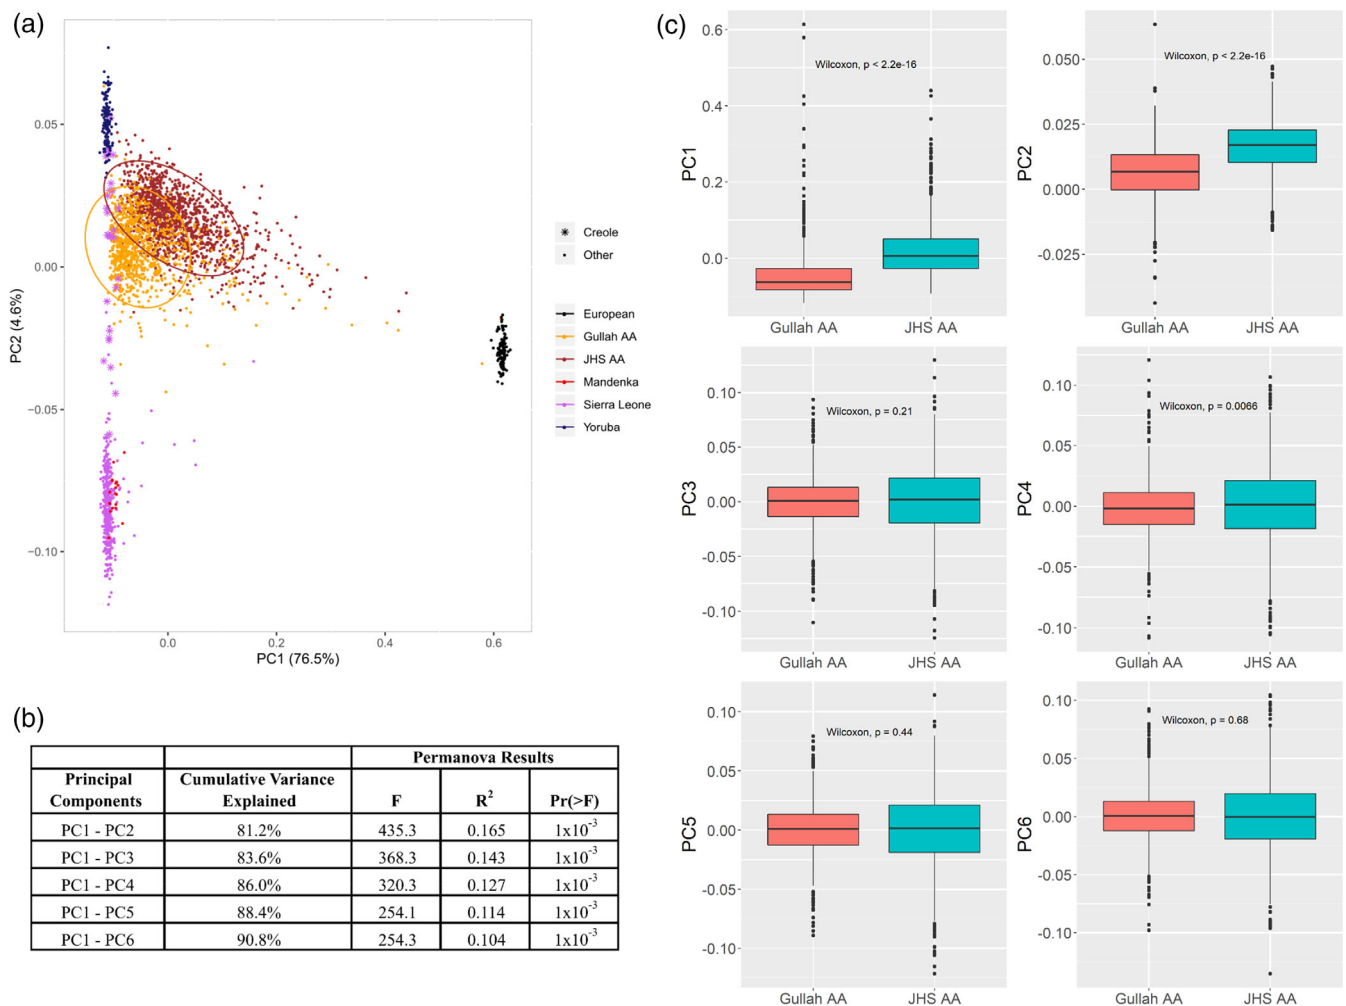 (a)
PC2 (4.6%)
0.05
0.00
−0.05
−0.10
0.0
0.2
0.4
0.6
PC1 (76.5%)
Creole
Other
European
Gullah AA
JHS AA
Mandenka
Sierra Leone
Yoruba
(b)
Permanova Results
Principal Components
Cumulative Variance Explained
F
R²
Pr(>F)
PC1 - PC2 81.2% 435.3 0.165 1x10⁻³
PC1 - PC3 83.6% 368.3 0.143 1x10⁻³
PC1 - PC4 86.0% 320.3 0.127 1x10⁻³
PC1 - PC5 88.4% 254.1 0.114 1x10⁻³
PC1 - PC6 90.8% 254.3 0.104 1x10⁻³
(c)
PC1
0.6
0.4
0.2
0.0
Wilcoxon, p < 2.2e-16
Gullah AA JHS AA
PC2
0.050
0.025
0.000
-0.025
Wilcoxon, p < 2.2e-16
Gullah AA JHS AA
PC3
0.10
0.05
0.00
-0.05
-0.10
Wilcoxon, p = 0.21
Gullah AA JHS AA
PC4
0.10
0.05
0.00
-0.05
-0.10
Wilcoxon, p = 0.0066
Gullah AA JHS AA
PC5
0.10
0.05
0.00
-0.05
-0.10
Wilcoxon, p = 0.44
Gullah AA JHS AA
PC6
0.10
0.05
0.00
-0.05
-0.10
Wilcoxon, p = 0.68
Gullah AA JHS AA